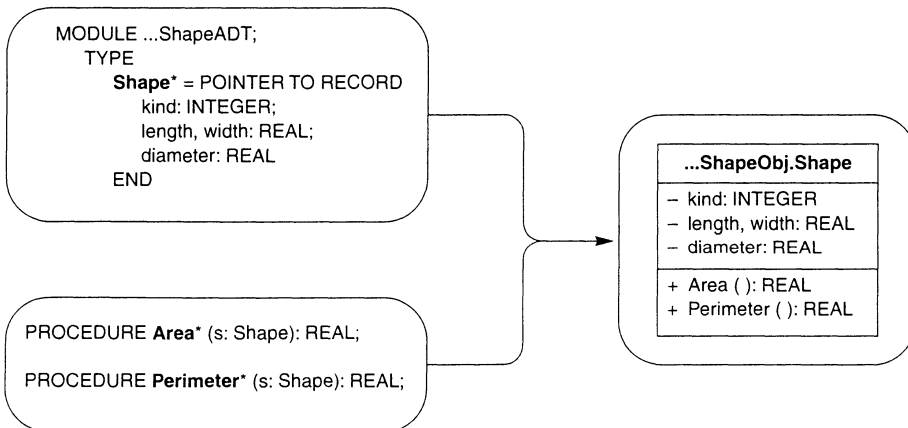 MODULE ...ShapeADT;
TYPE
Shape* = POINTER TO RECORD
kind: INTEGER;
length, width: REAL;
diameter: REAL
END
PROCEDURE Area* (s: Shape): REAL;
PROCEDURE Perimeter* (s: Shape): REAL;
...ShapeObj.Shape
– kind: INTEGER
– length, width: REAL
– diameter: REAL
+ Area ( ): REAL
+ Perimeter ( ): REAL